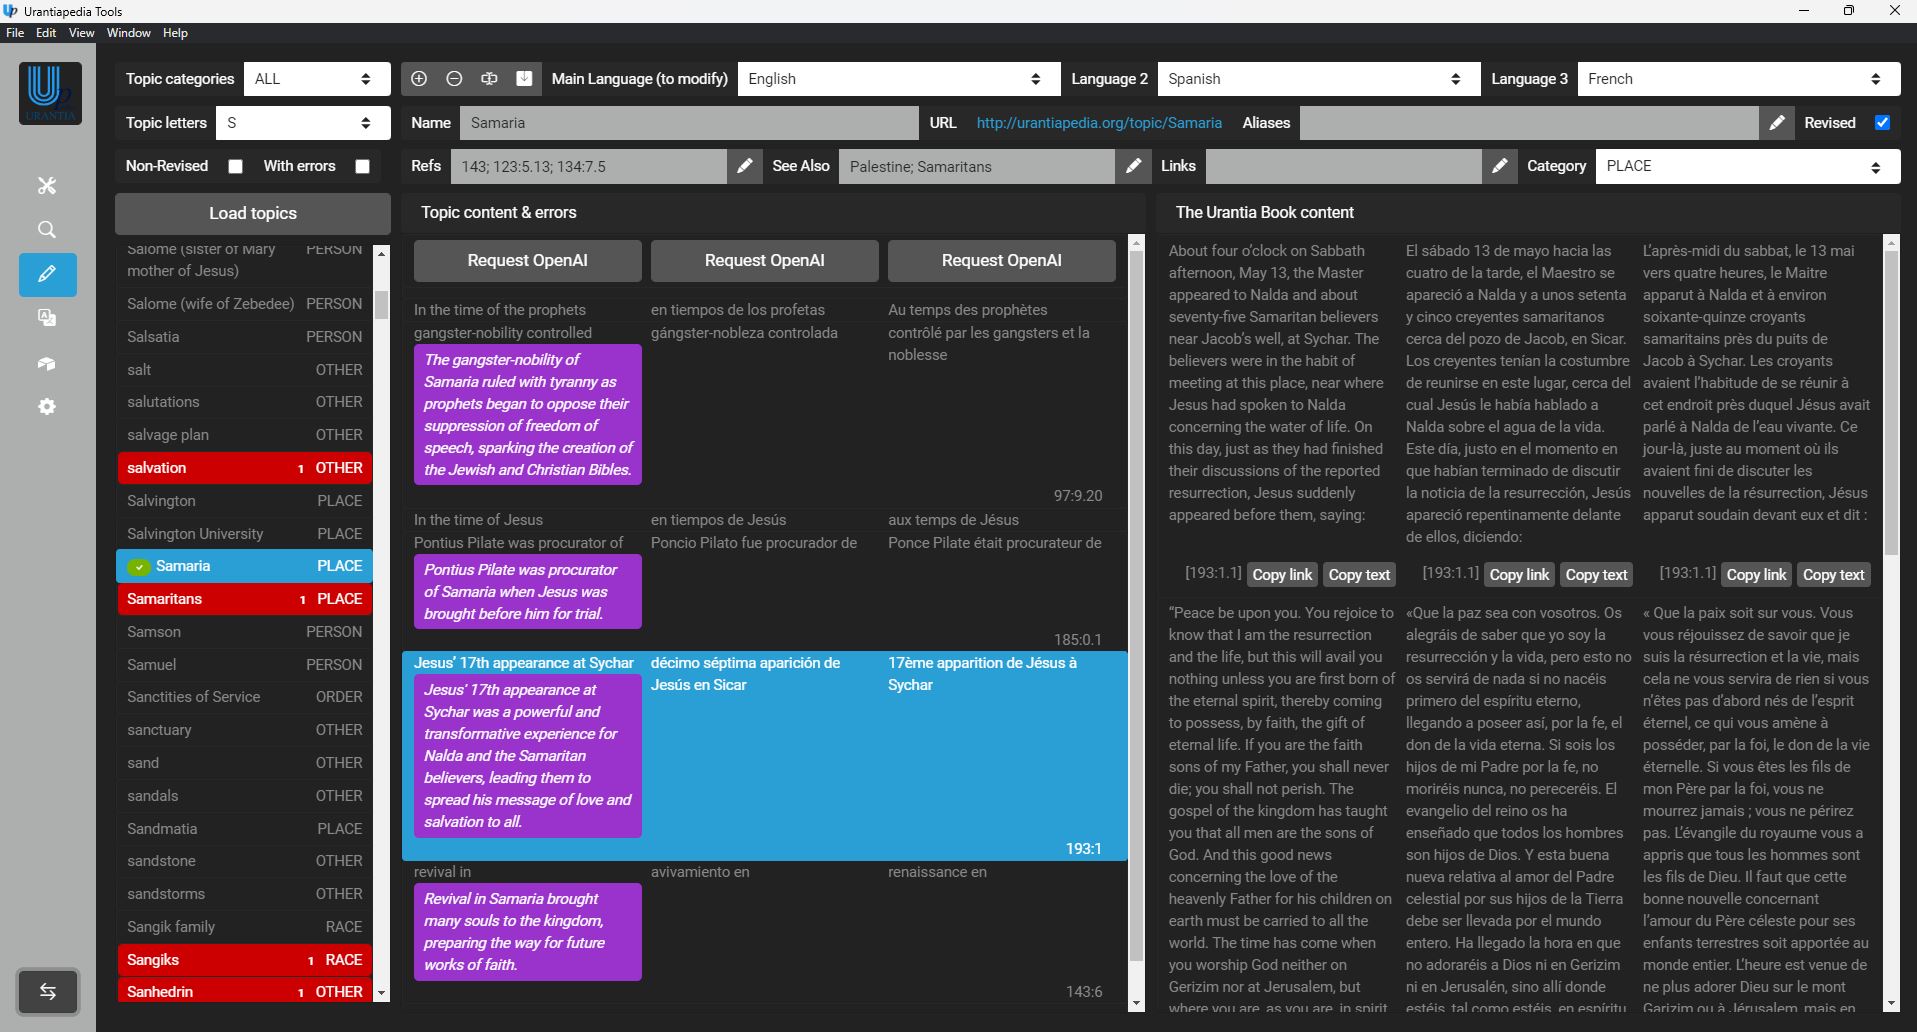 Urantiapedia Tools
File Edit View Window Help
URANTIA
Topic categories ALL
Main Language (to modify) English Language 2 Spanish Language 3 French
Topic letters S
Name Samaria URL http://urantiapedia.org/topic/Samaria Aliases Revised
Non-Revised With errors
Refs 143; 123:5.13; 134:7.5 See Also Palestine; Samaritans Links Category PLACE
Load topics
Salome (sister of Mary PERSON
mother of Jesus)
Salome (wife of Zebedee) PERSON
Salsatia PERSON
salt OTHER
salutations OTHER
salvage plan OTHER
salvation 1 OTHER
Salvington PLACE
Salvington University PLACE
Samaria PLACE
Samaritans 1 PLACE
Samson PERSON
Samuel PERSON
Sanctities of Service ORDER
sanctuary OTHER
sand OTHER
sandals OTHER
Sandmatia PLACE
sandstone OTHER
sandstorms OTHER
Sangik family RACE
Sangiks 1 RACE
Sanhedrin 1 OTHER
Topic content & errors
Request OpenAI Request OpenAI Request OpenAI
In the time of the prophets en tiempos de los profetas Au temps des prophètes
gangster-nobility controlled gángster-nobleza controlada contrôlé par les gangsters et la
noblesse
The gangster-nobility of
Samaria ruled with tyranny as
prophets began to oppose their
suppression of freedom of
speech, sparking the creation of
the Jewish and Christian Bibles.
97:9.20
In the time of Jesus en tiempos de Jesús aux temps de Jésus
Pontius Pilate was procurator of Poncio Pilato fue procurador de Ponce Pilate était procurateur de
Pontius Pilate was procurator
of Samaria when Jesus was
brought before him for trial.
185:0.1
Jesus' 17th appearance at Sychar décimo séptima aparición de 17ème apparition de Jésus à
Jesús en Sicar Sychar
Jesus' 17th appearance at
Sychar was a powerful and
transformative experience for
Nalda and the Samaritan
believers, leading them to
spread his message of love and
salvation to all.
193:1
revival in avivamiento en renaissance en
Revival in Samaria brought
many souls to the kingdom,
preparing the way for future
works of faith.
143:6
The Urantia Book content
About four o'clock on Sabbath
afternoon, May 13, the Master
appeared to Nalda and about
seventy-five Samaritan believers
near Jacob's well, at Sychar. The
believers were in the habit of
meeting at this place, near where
Jesus had spoken to Nalda
concerning the water of life. On
this day, just as they had finished
their discussions of the reported
resurrection, Jesus suddenly
appeared before them, saying:
[193:1.1] Copy link Copy text
"Peace be upon you. You rejoice to
know that I am the resurrection
and the life, but this will avail you
nothing unless you are first born of
the eternal spirit, thereby coming
to possess, by faith, the gift of
eternal life. If you are the faith
sons of my Father, you shall never
die; you shall not perish. The
gospel of the kingdom has taught
you that all men are the sons of
God. And this good news
concerning the love of the
heavenly Father for his children on
earth must be carried to all the
world. The time has come when
you worship God neither on
Gerizim nor at Jerusalem, but
where you are, as you are, in spirit
El sábado 13 de mayo hacia las
cuatro de la tarde, el Maestro se
apareció a Nalda y a unos setenta
y cinco creyentes samaritanos
cerca del pozo de Jacob, en Sicar.
Los creyentes tenían la costumbre
de reunirse en este lugar, cerca del
cual Jesús le había hablado a
Nalda sobre el agua de la vida.
Este día, justo en el momento en
que habían terminado de discutir
la noticia de la resurrección, Jesús
apareció repentinamente delante
de ellos, diciendo:
[193:1.1] Copy link Copy text
«Que la paz sea con vosotros. Os
alegráis de saber que yo soy la
resurrección y la vida, pero esto no
os servirá de nada si no nacéis
primero del espíritu eterno,
llegando a poseer así, por la fe, el
don de la vida eterna. Si sois los
hijos de mi Padre por la fe, no
moriréis nunca, no pereceréis. El
evangelio del reino os ha
enseñado que todos los hombres
son hijos de Dios. Y esta buena
nueva relativa al amor del Padre
celestial por sus hijos de la Tierra
debe ser llevada por el mundo
entero. Ha llegado la hora en que
no adoraréis a Dios ni en Gerizim
ni en Jerusalén, sino allí donde
estéis, tal como estéis, en espíritu
L'après-midi du sabbat, le 13 mai
vers quatre heures, le Maitre
apparut à Nalda et à environ
soixante-quinze croyants
samaritains près du puits de
Jacob à Sychar. Les croyants
avaient l'habitude de se réunir à
cet endroit près duquel Jésus avait
parlé à Nalda de l'eau vivante. Ce
jour-là, juste au moment où ils
avaient fini de discuter les
nouvelles de la résurrection, Jésus
apparut soudain devant eux et dit :
[193:1.1] Copy link Copy text
« Que la paix soit sur vous. Vous
vous réjouissez de savoir que je
suis la résurrection et la vie, mais
cela ne vous servira de rien si vous
n'êtes pas d'abord nés de l'esprit
éternel, ce qui vous amène à
posséder, par la foi, le don de la vie
éternelle. Si vous êtes les fils de
mon Père par la foi, vous ne
mourrez jamais ; vous ne périrez
pas. L'évangile du royaume vous a
appris que tous les hommes sont
les fils de Dieu. Il faut que cette
bonne nouvelle concernant
l'amour du Père céleste pour ses
enfants terrestres soit apportée au
monde entier. L'heure est venue de
ne plus adorer Dieu sur le mont
Garizim ou à Jérusalem, mais en